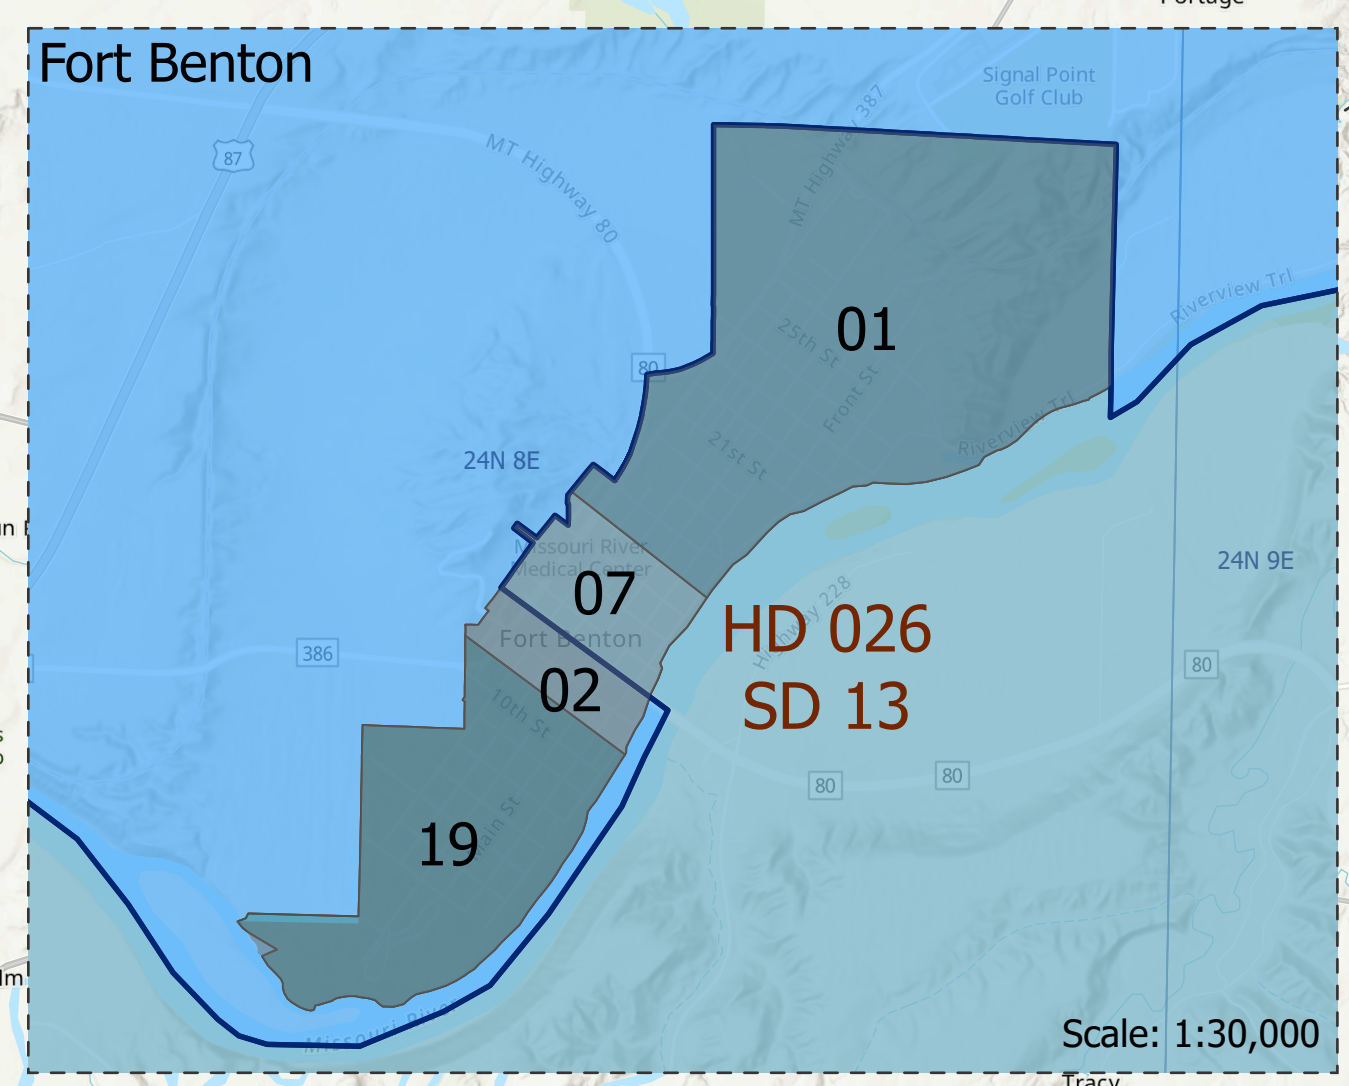 Portage
Fort Benton
Signal Point
Golf Club
MT Highway 387
87
MT Highway 80
Riverview Trl
01
25th St
80
Front St
Riverview Trl
21st St
24N 8E
Missouri River
Medical Center
24N 9E
07
Highway 228
HD 026
Fort Benton
386
80
02
SD 13
10th St
80
80
Main St
19
Missouri River
Scale: 1:30,000
Tracy